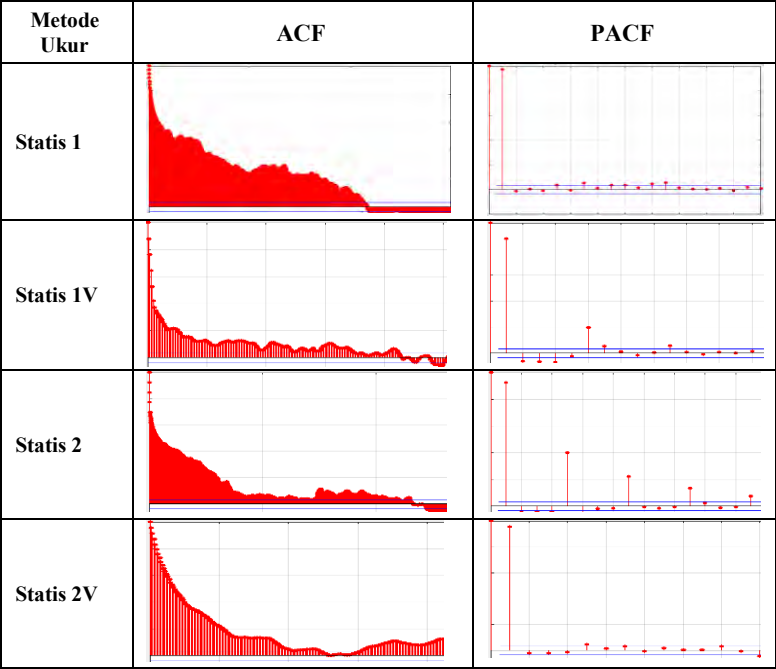 Metode
Ukur
ACF
PACF
Statis 1
Statis 1V
Statis 2
Statis 2V